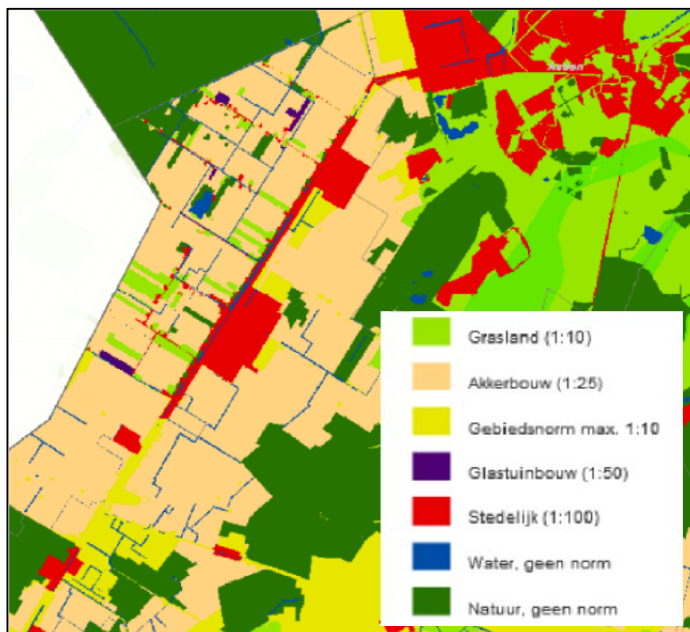 Assen
Grasland (1:10)
Akkerbouw (1:25)
Gebiedsnorm max. 1:10
Glastuinbouw (1:50)
Stedelijk (1:100)
Water, geen norm
Natuur, geen norm